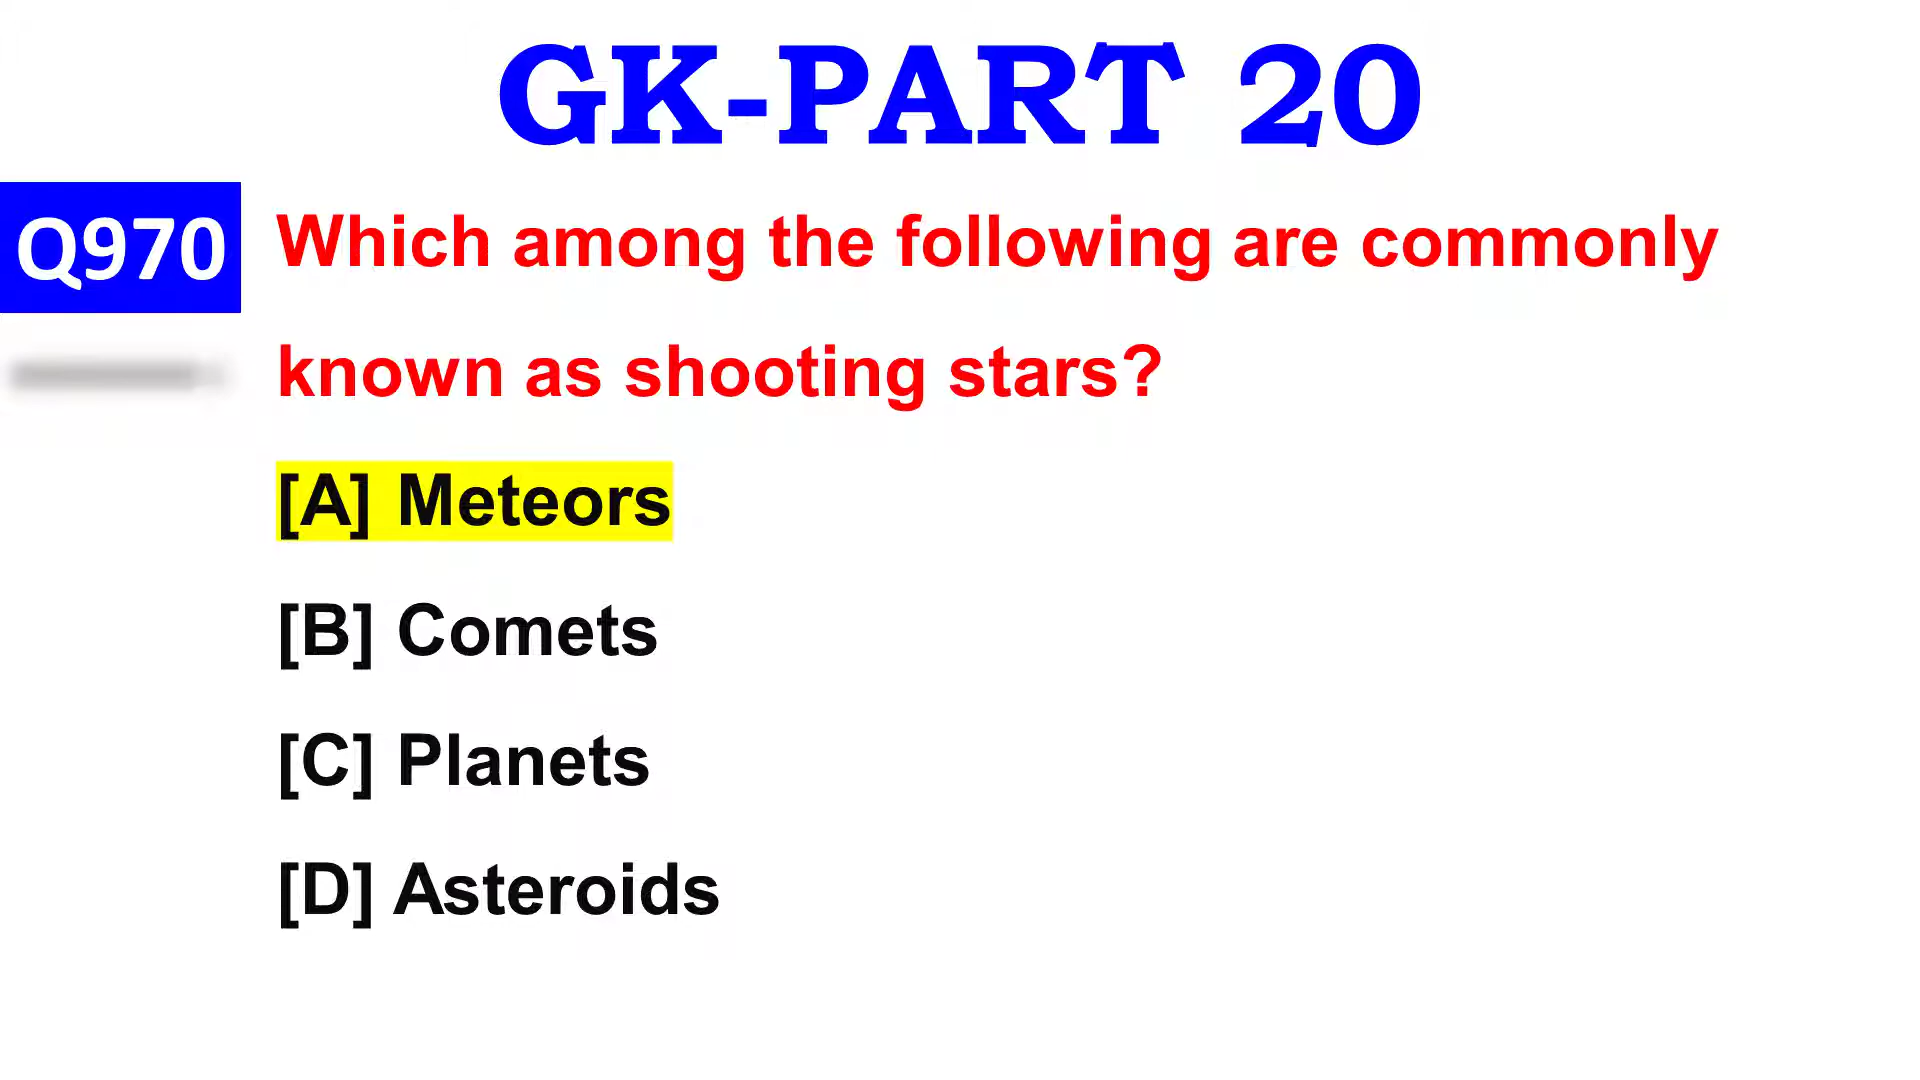 GK-PART 20
Q970 Which among the following are commonly
known as shooting stars?
[A] Meteors
[B] Comets
[C] Planets
[D] Asteroids